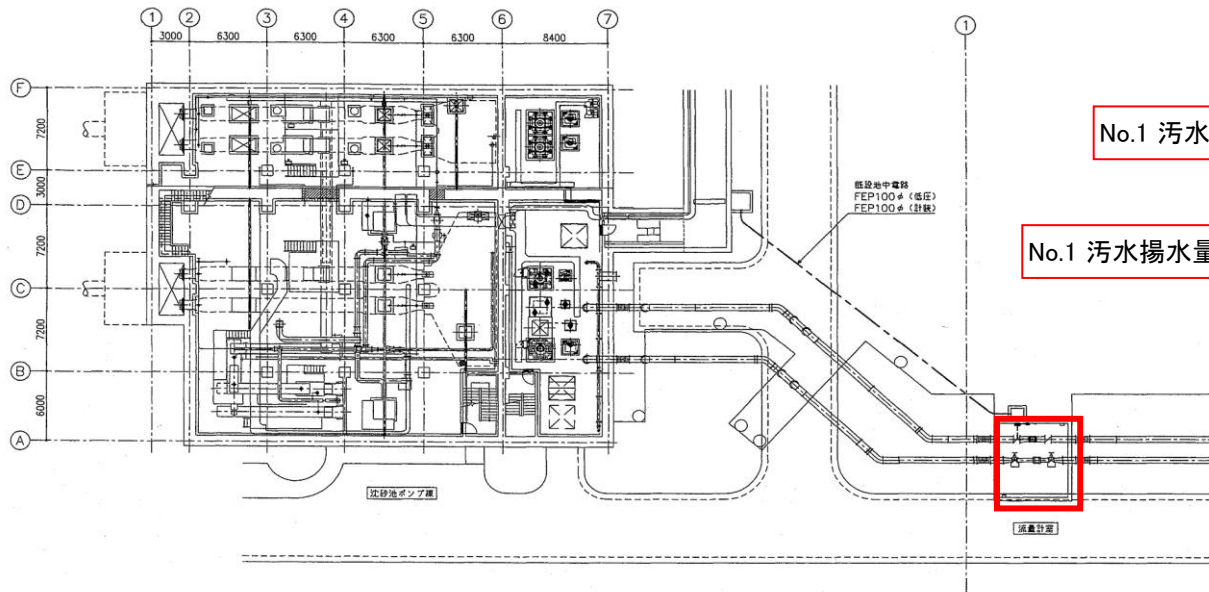 ① ② ③ ④ ⑤ ⑥ ⑦ ①
3000 6300 6300 6300 6300 8400
Ⓕ
7200
Ⓔ
3000
Ⓓ
7200
Ⓒ
7200
Ⓑ
6000
Ⓐ
No.1 汚水
既設地中電路
FEP100φ (低圧)
FEP100φ (計装)
No.1 汚水揚水量
沈砂池ポンプ棟
流量計室